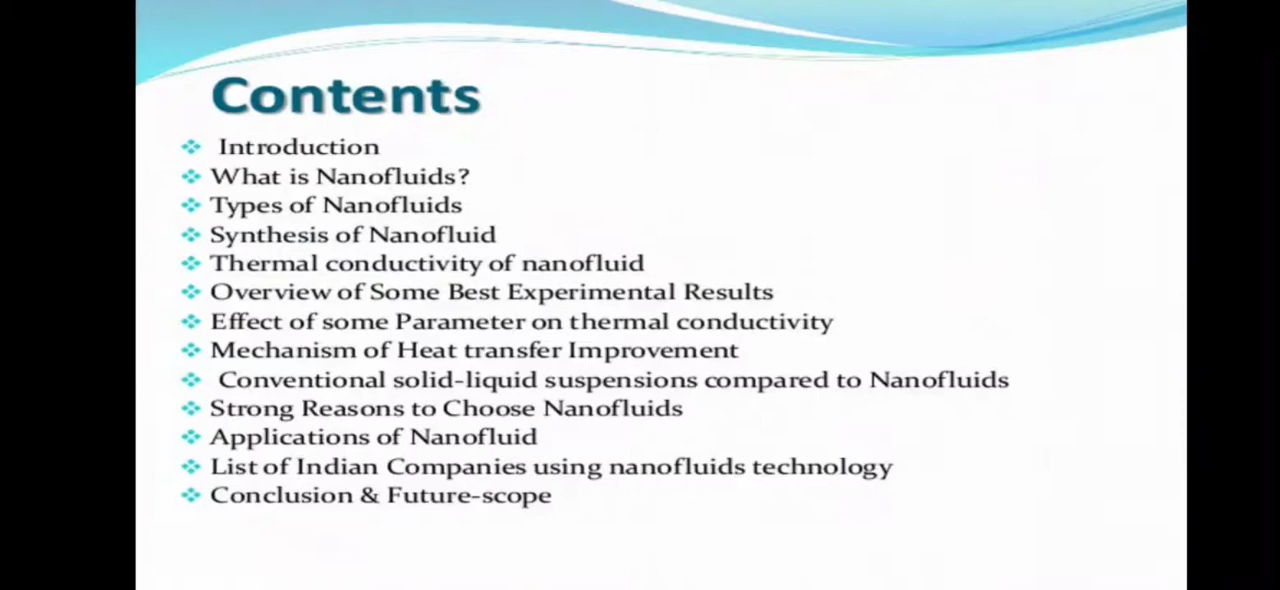 Contents
Introduction
What is Nanofluids?
Types of Nanofluids
Synthesis of Nanofluid
Thermal conductivity of nanofluid
Overview of Some Best Experimental Results
Effect of some Parameter on thermal conductivity
Mechanism of Heat transfer Improvement
Conventional solid-liquid suspensions compared to Nanofluids
Strong Reasons to Choose Nanofluids
Applications of Nanofluid
List of Indian Companies using nanofluids technology
Conclusion & Future-scope